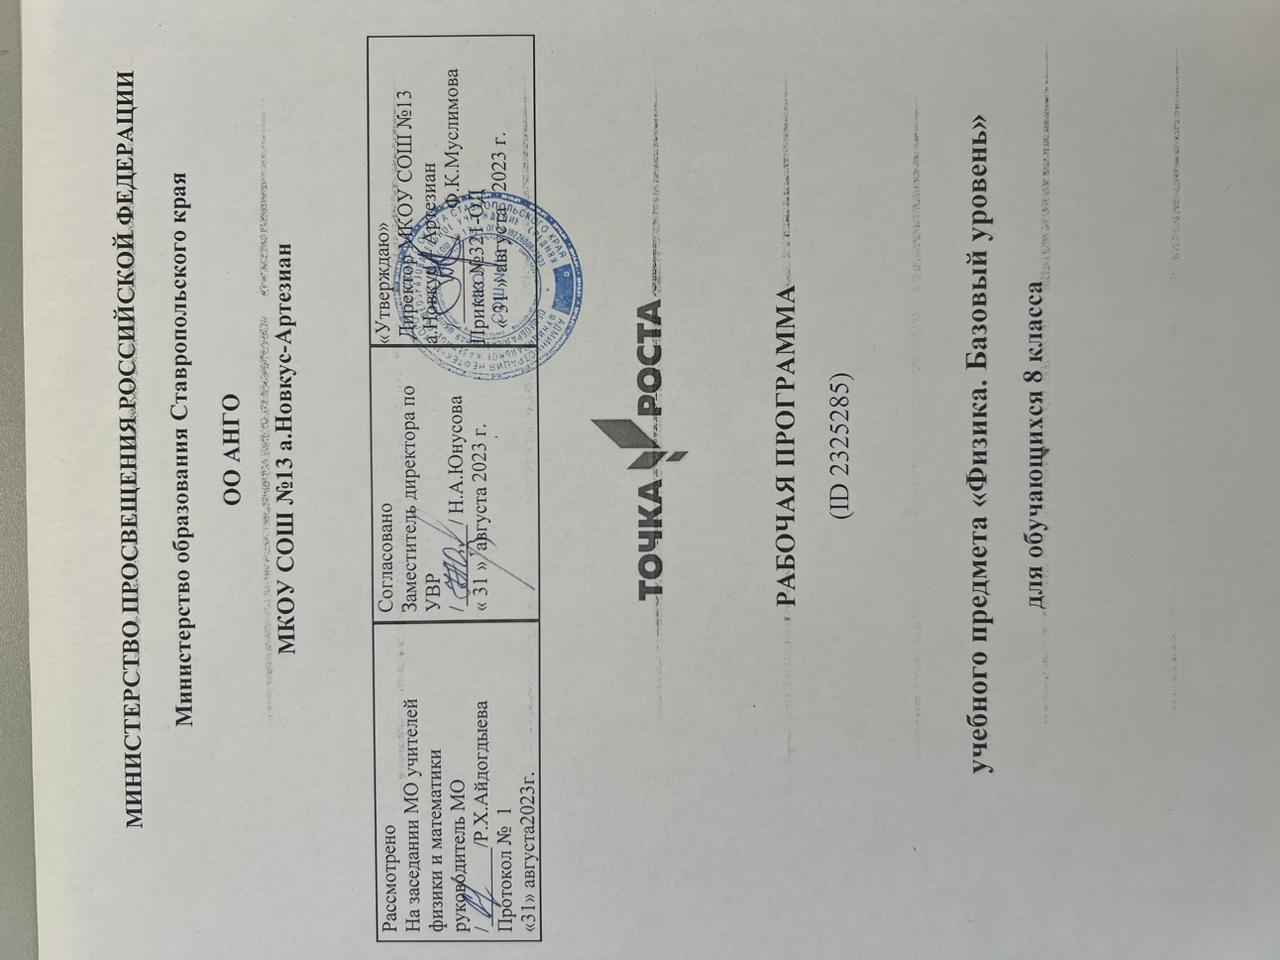 МИНИСТЕРСТВО ПРОСВЕЩЕНИЯ РОССИЙСКОЙ ФЕДЕРАЦИИ
Министерство образования Ставропольского края
ОО АНГО
МКОУ СОШ №13 а.Новкус-Артезиан
Рассмотрено
На заседании МО учителей
физики и математики
руководитель МО
/ /Р.Х.Айдогдыева
Протокол № 1
«31» августа2023г.
Согласовано
Заместитель директора по
УВР
/ / Н.А.Юнусова
« 31 » августа 2023 г.
«Утверждаю»
Директор МКОУ СОШ №13
а.Новкус-Артезиан
Ф.К.Муслимова
Приказ №321-ОД
«31» августа 2023 г.
ТОЧКА РОСТА
РАБОЧАЯ ПРОГРАММА
(ID 2325285)
учебного предмета «Физика. Базовый уровень»
для обучающихся 8 класса